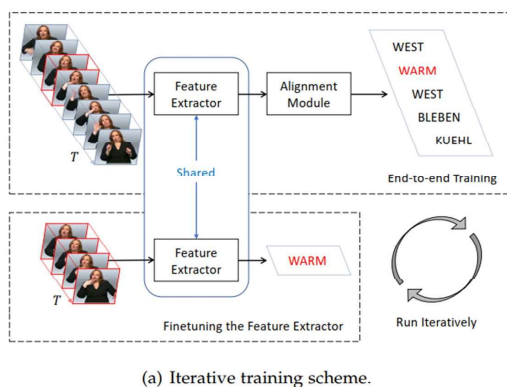 Feature
Extractor
Alignment
Module
WEST
WARM
WEST
BLEBEN
KUEHL
T
Shared
End-to-end Training
Feature
Extractor
WARM
T
Finetuning the Feature Extractor
Run Iteratively
(a) Iterative training scheme.